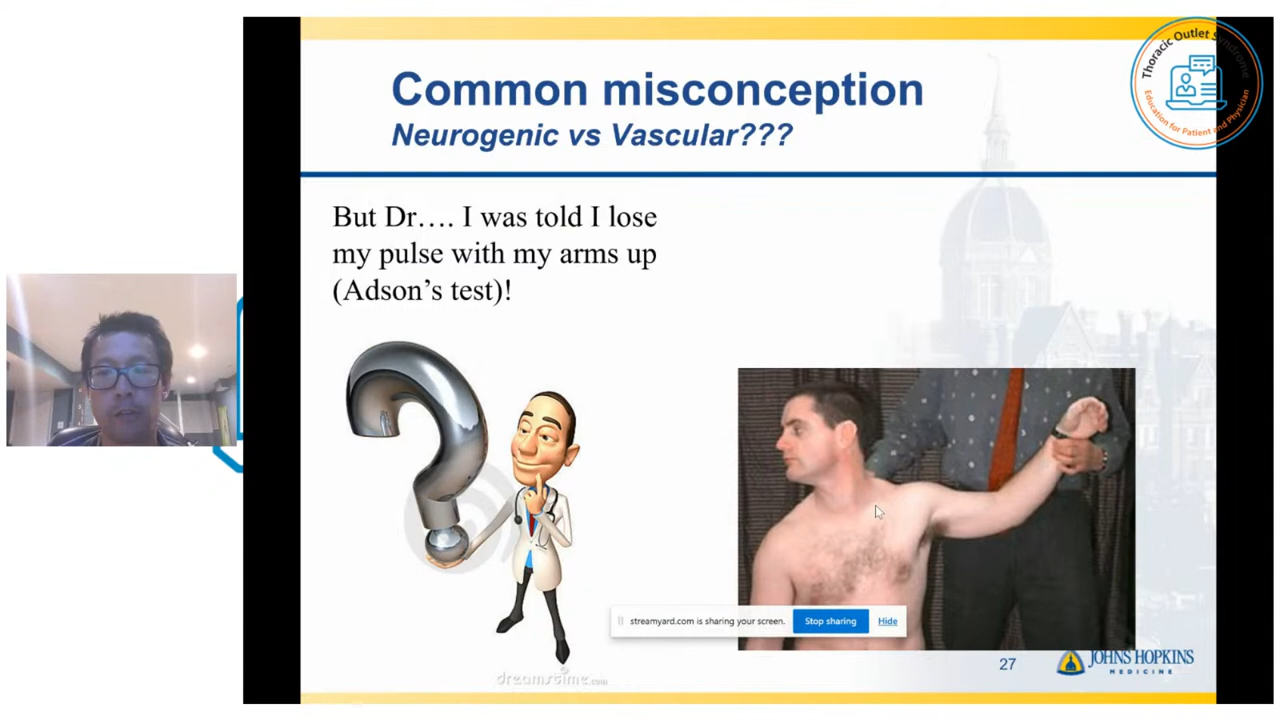 Common misconception
Neurogenic vs Vascular???
Thoracic Outlet Syndrome
Education for Patient and Physician
But Dr…. I was told I lose
my pulse with my arms up
(Adson’s test)!
streamyard.com is sharing your screen.
Stop sharing
Hide
dreamstime.com
27
JOHNS HOPKINS
MEDICINE